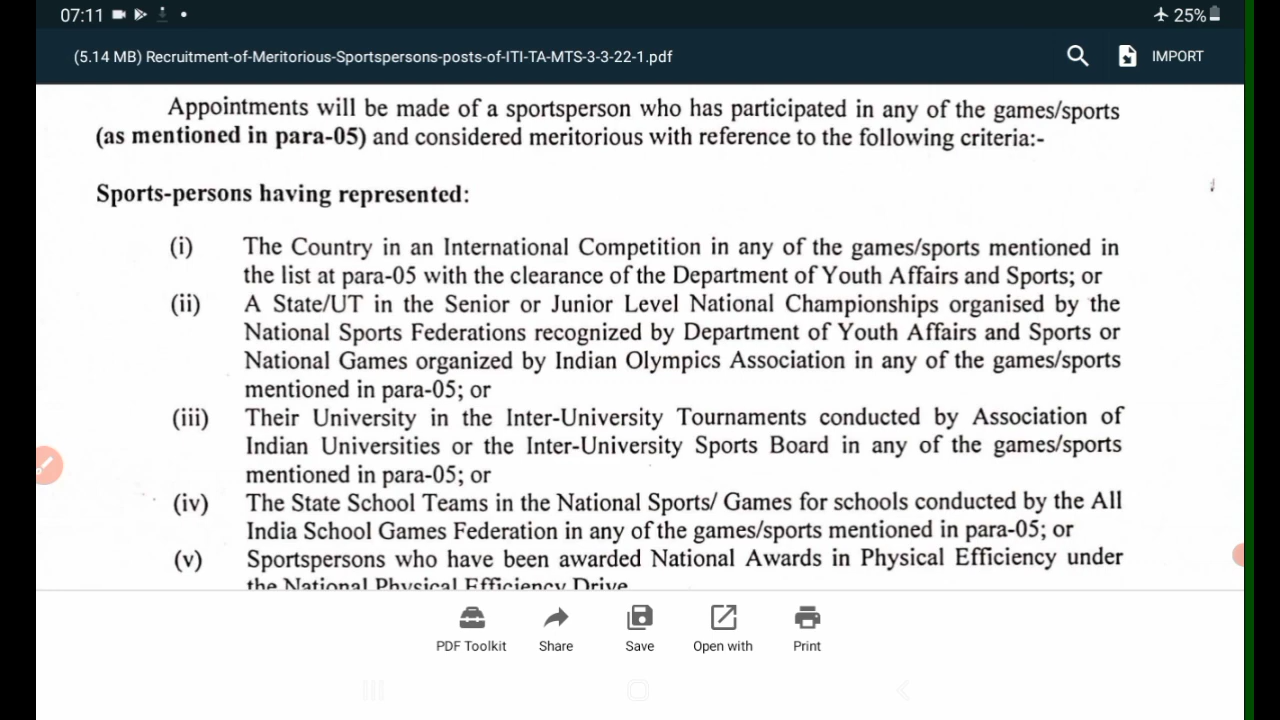 07:11
25%
(5.14 MB) Recruitment-of-Meritorious-Sportspersons-posts-of-ITI-TA-MTS-3-3-22-1.pdf
IMPORT
Appointments will be made of a sportsperson who has participated in any of the games/sports
(as mentioned in para-05) and considered meritorious with reference to the following criteria:-
Sports-persons having represented:
(i) The Country in an International Competition in any of the games/sports mentioned in
the list at para-05 with the clearance of the Department of Youth Affairs and Sports; or
(ii) A State/UT in the Senior or Junior Level National Championships organised by the
National Sports Federations recognized by Department of Youth Affairs and Sports or
National Games organized by Indian Olympics Association in any of the games/sports
mentioned in para-05; or
(iii) Their University in the Inter-University Tournaments conducted by Association of
Indian Universities or the Inter-University Sports Board in any of the games/sports
mentioned in para-05; or
(iv) The State School Teams in the National Sports/ Games for schools conducted by the All
India School Games Federation in any of the games/sports mentioned in para-05; or
(v) Sportspersons who have been awarded National Awards in Physical Efficiency under
the National Physical Efficiency Drive
PDF Toolkit
Share
Save
Open with
Print